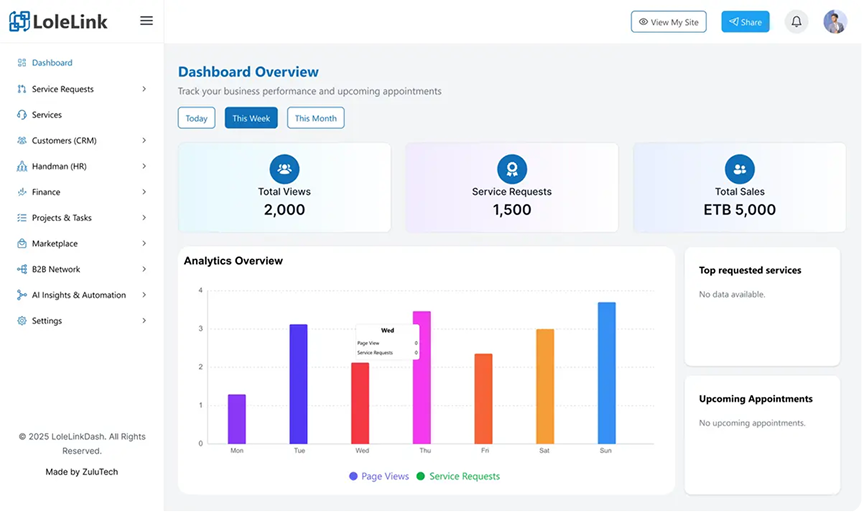 LoleLink
View My Site
Share
Dashboard
Service Requests
Services
Customers (CRM)
Handman (HR)
Finance
Projects & Tasks
Marketplace
B2B Network
AI Insights & Automation
Settings
© 2025 LoleLinkDash. All Rights
Reserved.
Made by ZuluTech
Dashboard Overview
Track your business performance and upcoming appointments
Today
This Week
This Month
Total Views
2,000
Service Requests
1,500
Total Sales
ETB 5,000
Analytics Overview
4
3
2
1
0
Wed
Page View 0
Service Requests 0
Mon Tue Wed Thu Fri Sat Sun
Page Views Service Requests
Top requested services
No data available.
Upcoming Appointments
No upcoming appointments.